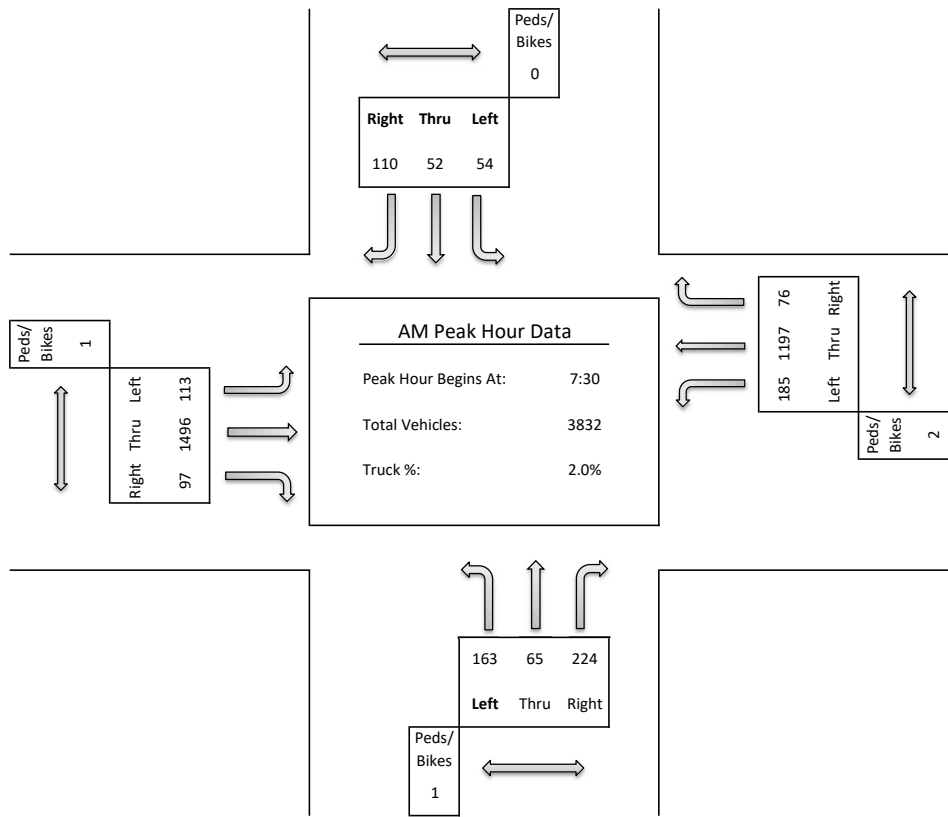 Peds/
Bikes
0
Right Thru Left
110 52 54
Peds/
Bikes
1
Left 113
Thru 1496
Right 97
AM Peak Hour Data
Peak Hour Begins At: 7:30
Total Vehicles: 3832
Truck %: 2.0%
76 Right
1197 Thru
185 Left
Peds/
Bikes
2
163 65 224
Left Thru Right
Peds/
Bikes
1